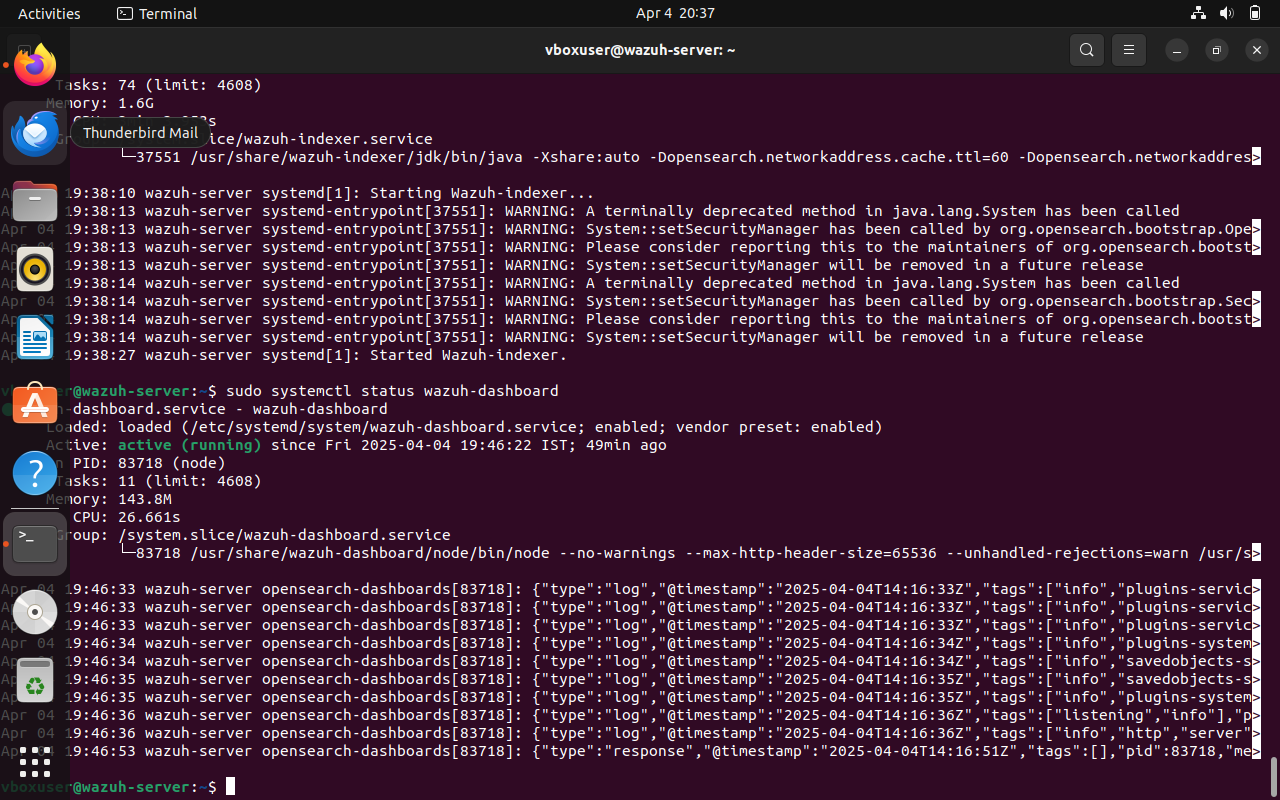 Activities Terminal Apr 4 20:37
vboxuser@wazuh-server: ~
Tasks: 74 (limit: 4608)
Memory: 1.6G
Thunderbird Mail
ice/wazuh-indexer.service
└─37551 /usr/share/wazuh-indexer/jdk/bin/java -Xshare:auto -Dopensearch.networkaddress.cache.ttl=60 -Dopensearch.networkaddres>
Ap 19:38:10 wazuh-server systemd[1]: Starting Wazuh-indexer...
Ap 19:38:13 wazuh-server systemd-entrypoint[37551]: WARNING: A terminally deprecated method in java.lang.System has been called
Apr 04 19:38:13 wazuh-server systemd-entrypoint[37551]: WARNING: System::setSecurityManager has been called by org.opensearch.bootstrap.Ope>
Ap 19:38:13 wazuh-server systemd-entrypoint[37551]: WARNING: Please consider reporting this to the maintainers of org.opensearch.bootst>
Ap 19:38:13 wazuh-server systemd-entrypoint[37551]: WARNING: System::setSecurityManager will be removed in a future release
Ap 19:38:14 wazuh-server systemd-entrypoint[37551]: WARNING: A terminally deprecated method in java.lang.System has been called
Apr 04 19:38:14 wazuh-server systemd-entrypoint[37551]: WARNING: System::setSecurityManager has been called by org.opensearch.bootstrap.Sec>
Ap 19:38:14 wazuh-server systemd-entrypoint[37551]: WARNING: Please consider reporting this to the maintainers of org.opensearch.bootst>
Ap 19:38:14 wazuh-server systemd-entrypoint[37551]: WARNING: System::setSecurityManager will be removed in a future release
Ap 19:38:27 wazuh-server systemd[1]: Started Wazuh-indexer.
r@wazuh-server:~$ sudo systemctl status wazuh-dashboard
h-dashboard.service - wazuh-dashboard
Loaded: loaded (/etc/systemd/system/wazuh-dashboard.service; enabled; vendor preset: enabled)
Active: active (running) since Fri 2025-04-04 19:46:22 IST; 49min ago
n PID: 83718 (node)
Tasks: 11 (limit: 4608)
Memory: 143.8M
CPU: 26.661s
Group: /system.slice/wazuh-dashboard.service
└─83718 /usr/share/wazuh-dashboard/node/bin/node --no-warnings --max-http-header-size=65536 --unhandled-rejections=warn /usr/s>
Apr 04 19:46:33 wazuh-server opensearch-dashboards[83718]: {"type":"log","@timestamp":"2025-04-04T14:16:33Z","tags":["info","plugins-servic>
19:46:33 wazuh-server opensearch-dashboards[83718]: {"type":"log","@timestamp":"2025-04-04T14:16:33Z","tags":["info","plugins-servic>
19:46:33 wazuh-server opensearch-dashboards[83718]: {"type":"log","@timestamp":"2025-04-04T14:16:33Z","tags":["info","plugins-servic>
Apr 04 19:46:34 wazuh-server opensearch-dashboards[83718]: {"type":"log","@timestamp":"2025-04-04T14:16:34Z","tags":["info","plugins-system>
19:46:34 wazuh-server opensearch-dashboards[83718]: {"type":"log","@timestamp":"2025-04-04T14:16:34Z","tags":["info","savedobjects-s>
19:46:35 wazuh-server opensearch-dashboards[83718]: {"type":"log","@timestamp":"2025-04-04T14:16:35Z","tags":["info","savedobjects-s>
19:46:35 wazuh-server opensearch-dashboards[83718]: {"type":"log","@timestamp":"2025-04-04T14:16:35Z","tags":["info","plugins-system>
Apr 04 19:46:36 wazuh-server opensearch-dashboards[83718]: {"type":"log","@timestamp":"2025-04-04T14:16:36Z","tags":["listening","info"],"p>
Apr 04 19:46:36 wazuh-server opensearch-dashboards[83718]: {"type":"log","@timestamp":"2025-04-04T14:16:36Z","tags":["info","http","server">
19:46:53 wazuh-server opensearch-dashboards[83718]: {"type":"response","@timestamp":"2025-04-04T14:16:51Z","tags":[],"pid":83718,"me>
vboxuser@wazuh-server:~$